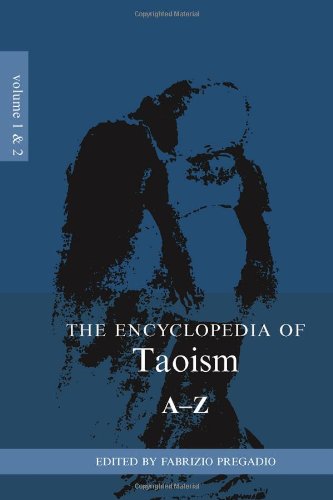 volume 1 & 2
THE ENCYCLOPEDIA OF
Taoism
A–Z
EDITED BY FABRIZIO PREGADIO